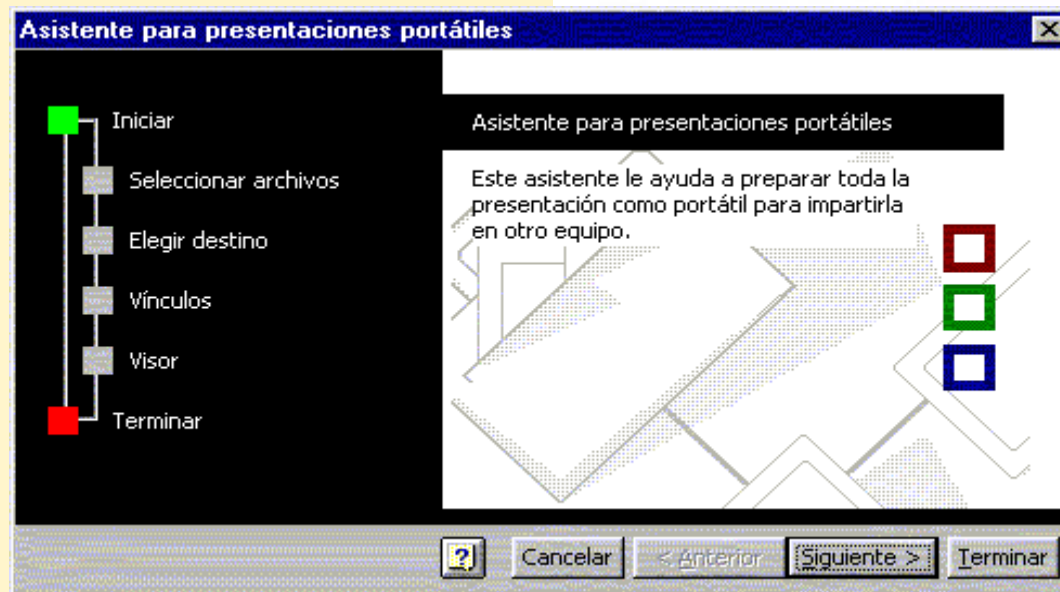 Asistente para presentaciones portátiles
Iniciar
Seleccionar archivos
Elegir destino
Vínculos
Visor
Terminar
Asistente para presentaciones portátiles
Este asistente le ayuda a preparar toda la
presentación como portátil para impartirla
en otro equipo.
? Cancelar < Anterior Siguiente > Terminar